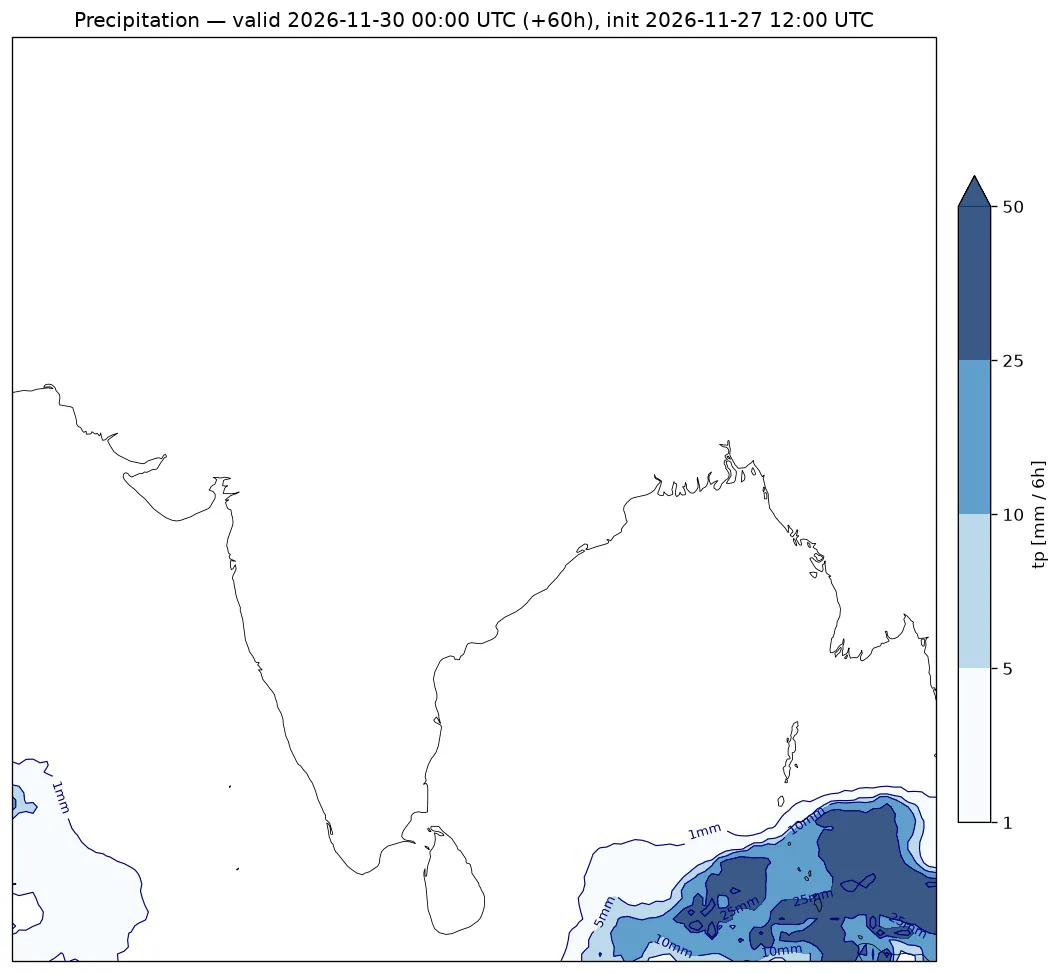 Precipitation — valid 2026-11-30 00:00 UTC (+60h), init 2026-11-27 12:00 UTC
50
25
10
5
1
tp [mm / 6h]
1mm
1mm
10mm
5mm
25mm
25mm
25mm
10mm
10mm